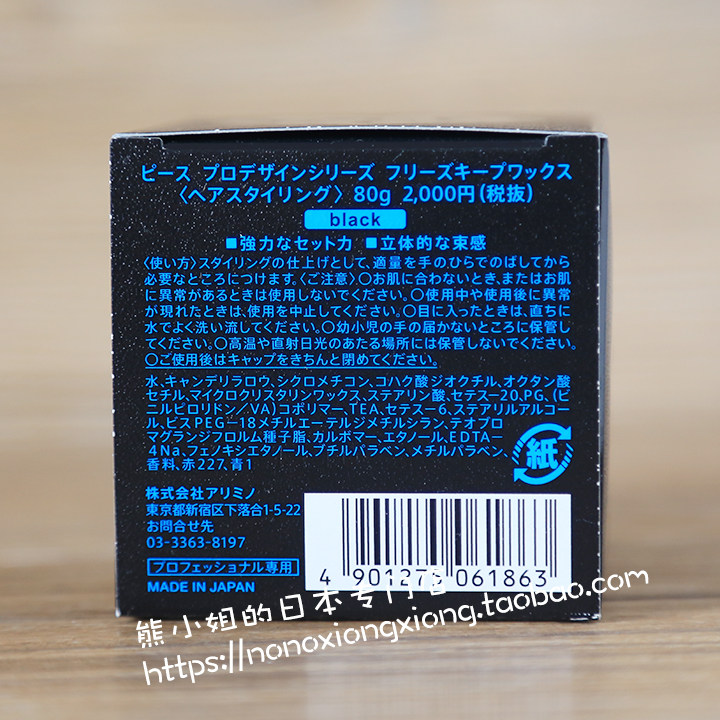 ピース プロデザインシリーズ フリーズキープワックス
〈ヘアスタイリング〉 80g 2,000円(税抜)
black
■強力なセット力 ■立体的な束感
〈使い方〉スタイリングの仕上げとして、適量を手のひらでのばしてから
必要なところにつけます。〈ご注意〉○お肌に合わないとき、またはお肌
に異常があるときは使用しないでください。○使用中や使用後に異常
が現れたときは、使用を中止してください。○目に入ったときは、直ちに
水でよく洗い流してください。○幼小児の手の届かないところに保管し
てください。○高温や直射日光のあたる場所には保管しないでください。
○ご使用後はキャップをきちんと閉めてください。
水、キャンデリラロウ、シクロメチコン、コハク酸ジオクチル、オクタン酸
セチル、マイクロクリスタリンワックス、ステアリン酸、セテス-20、PG、(ビ
ニルピロリドン/VA)コポリマー、TEA、セテス-6、ステアリルアルコー
ル、ビスPEG-18メチルエーテルジメチルシラン、テオブロ
マグランジフロルム種子脂、カルボマー、エタノール、EDTA-
4Na、フェノキシエタノール、ブチルパラベン、メチルパラベン、
香料、赤227、青1
紙
株式会社アリミノ
東京都新宿区下落合1-5-22
お問合せ先
03-3363-8197
プロフェッショナル専用
MADE IN JAPAN
4 901275 061863
熊小姐的日本专门店
https://nonoxiongxiong.taobao.com